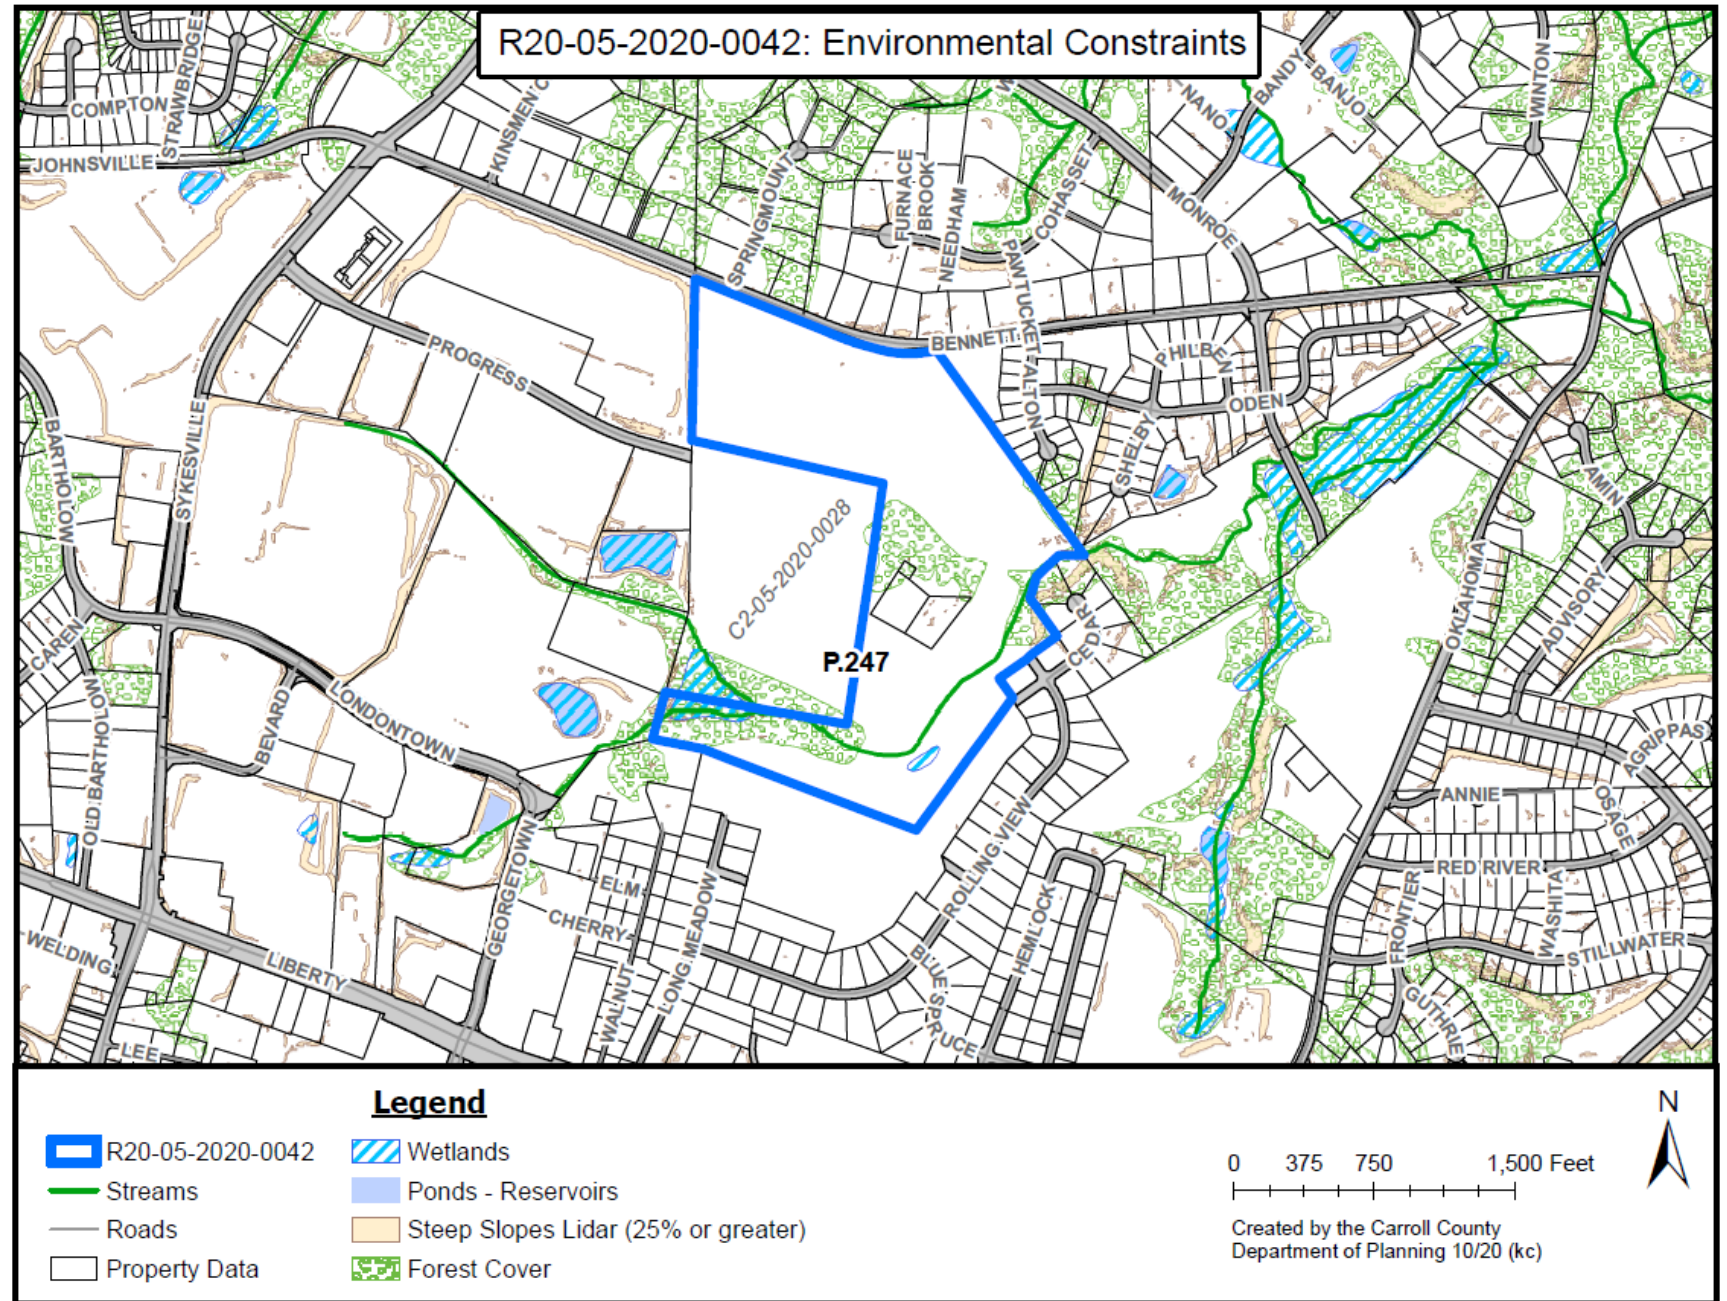 R20-05-2020-0042: Environmental Constraints
COMPTON
STRAWBRIDGE
JOHNSVILLE
KINSMEN C
SPRINGMOUNT
FURNACE
BROOK
NEEDHAM
COHASSET
PAWTUCKET
MONROE
NANO
BANDY
BANJO
WINTON
BENNETT
ALTON
PHILBEN
ODEN
SHELBY
PROGRESS
SYKESVILLE
BARTHOLOW
C2-05-2020-0028
P.247
CEDAR
OKLAHOMA
AMIN
ADVISORY
CAREN
OLD BARTHOLOW
BEVARD
LONDONTOWN
GEORGETOWN
ELM
CHERRY
WALNUT
LONG MEADOW
ROLLING VIEW
BLUE SPRUCE
HEMLOCK
AGRIPPAS
OSAGE
ANNIE
RED RIVER
FRONTIER
WASHITA
STILLWATER
GUTHRIE
WELDING
LIBERTY
LEE
Legend
R20-05-2020-0042
Streams
Roads
Property Data
Wetlands
Ponds - Reservoirs
Steep Slopes Lidar (25% or greater)
Forest Cover
0 375 750 1,500 Feet
Created by the Carroll County
Department of Planning 10/20 (kc)
N